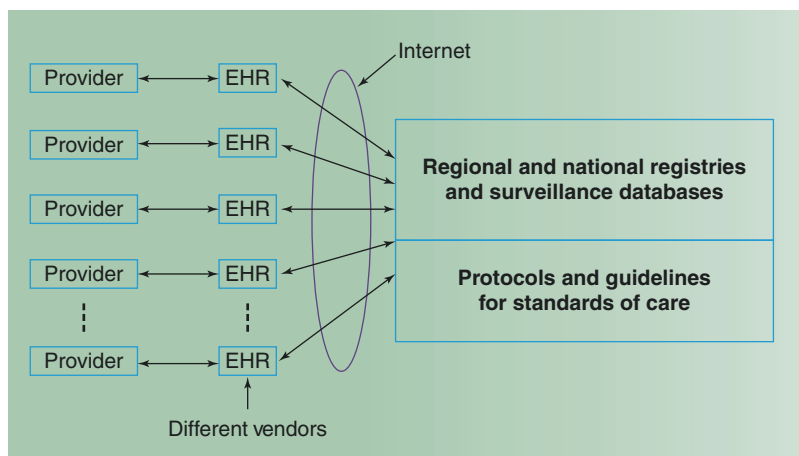 Internet
Provider
EHR
Provider
EHR
Provider
EHR
Provider
EHR
Provider
EHR
Regional and national registries
and surveillance databases
Protocols and guidelines
for standards of care
Different vendors